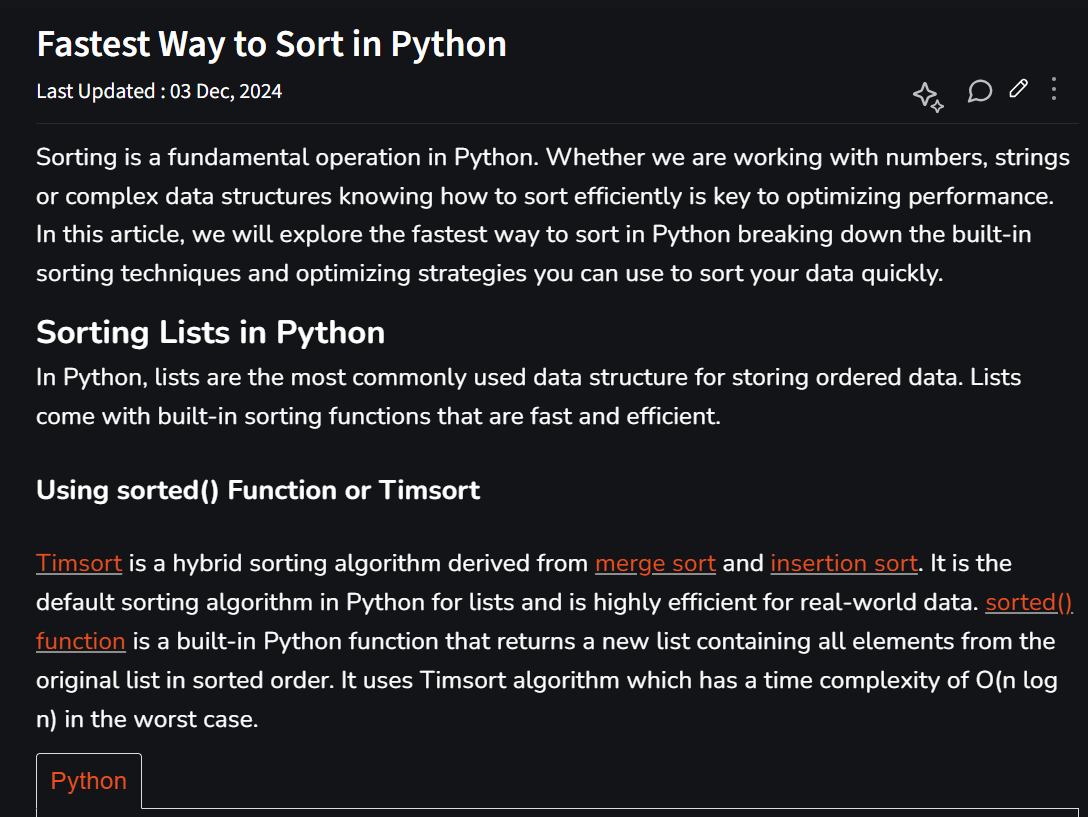 Fastest Way to Sort in Python
Last Updated : 03 Dec, 2024
Sorting is a fundamental operation in Python. Whether we are working with numbers, strings
or complex data structures knowing how to sort efficiently is key to optimizing performance.
In this article, we will explore the fastest way to sort in Python breaking down the built-in
sorting techniques and optimizing strategies you can use to sort your data quickly.
Sorting Lists in Python
In Python, lists are the most commonly used data structure for storing ordered data. Lists
come with built-in sorting functions that are fast and efficient.
Using sorted() Function or Timsort
Timsort is a hybrid sorting algorithm derived from merge sort and insertion sort. It is the
default sorting algorithm in Python for lists and is highly efficient for real-world data. sorted()
function is a built-in Python function that returns a new list containing all elements from the
original list in sorted order. It uses Timsort algorithm which has a time complexity of O(n log
n) in the worst case.
Python